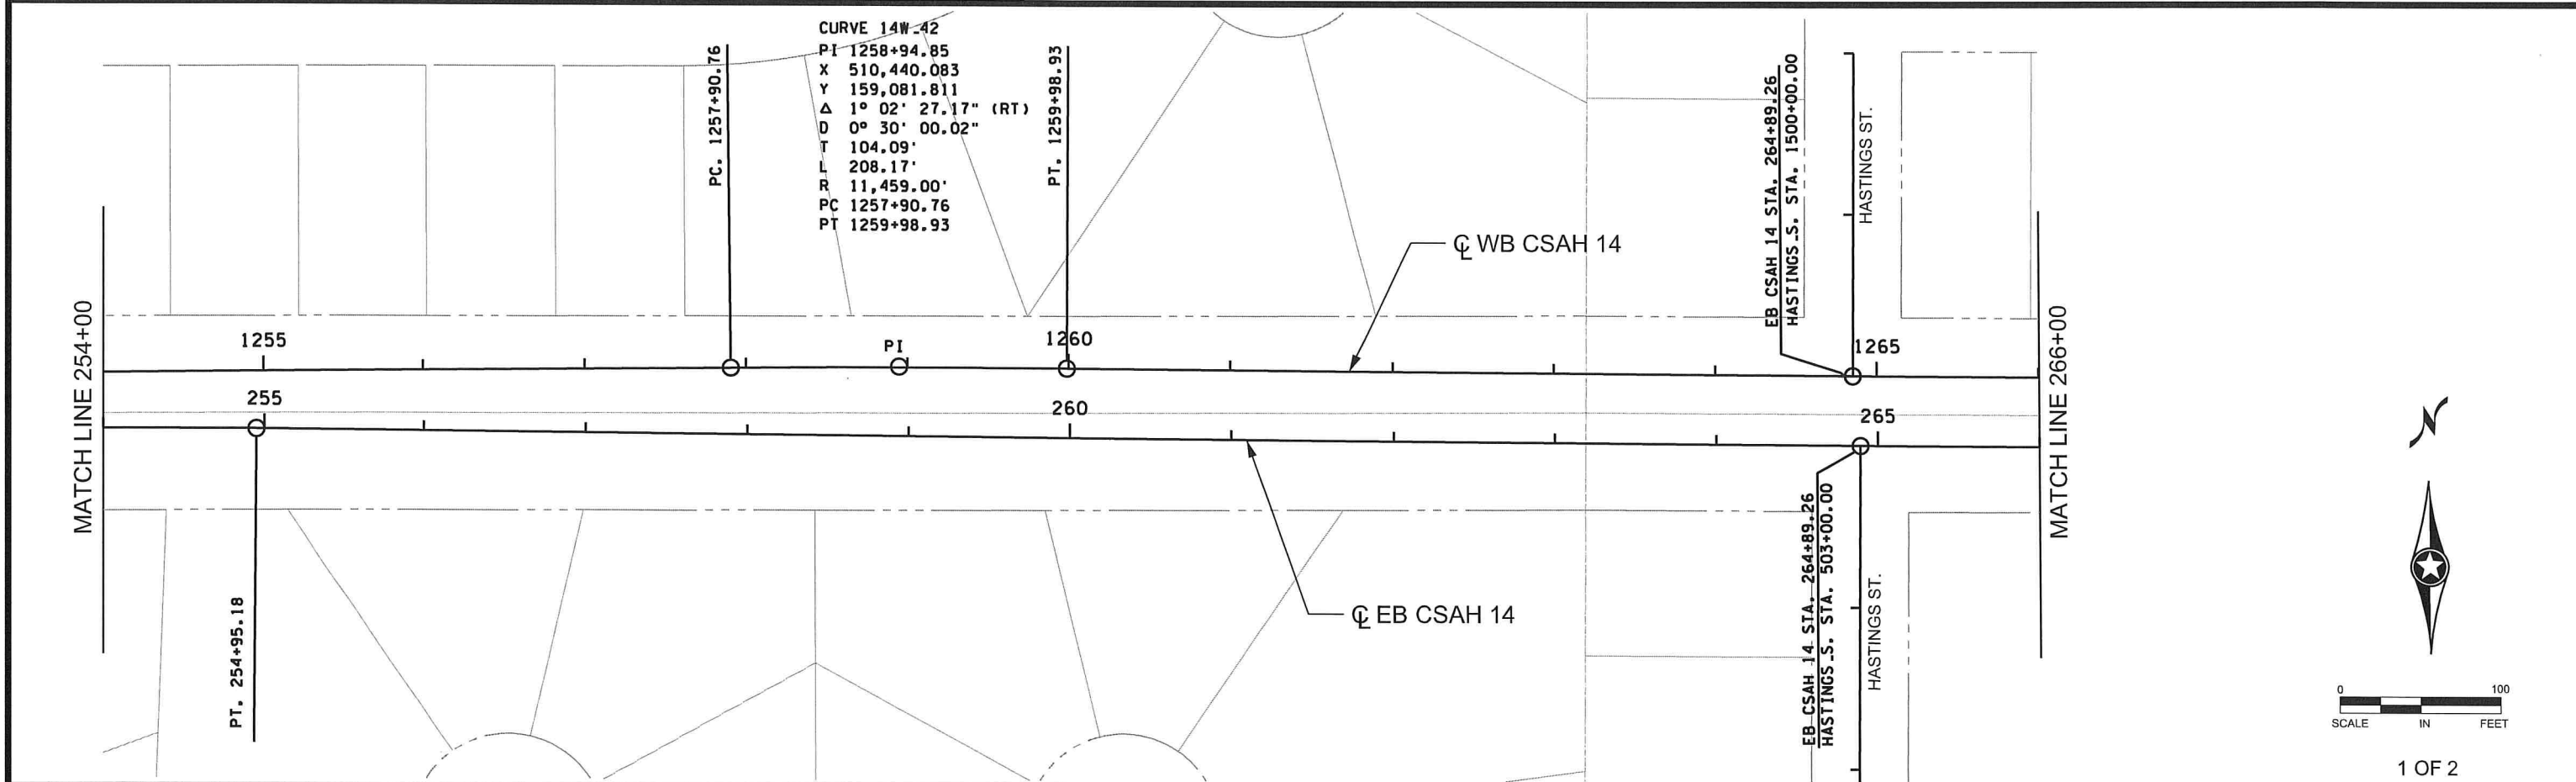 CURVE 14W_42
PI 1258+94.85
X 510,440.083
Y 159,081.811
Δ 1° 02' 27.17" (RT)
D 0° 30' 00.02"
T 104.09'
L 208.17'
R 11,459.00'
PC 1257+90.76
PT 1259+98.93
PC. 1257+90.76
PT. 1259+98.93
EB CSAH 14 STA. 264+89.26
HASTINGS_S. STA. 1500+00.00
HASTINGS ST.
℄ WB CSAH 14
MATCH LINE 254+00
1255
PI
1260
1265
MATCH LINE 266+00
255
260
265
N
PT. 254+95.18
℄ EB CSAH 14
EB CSAH 14 STA. 264+89.26
HASTINGS_S. STA. 503+00.00
HASTINGS ST.
0 100
SCALE IN FEET
1 OF 2